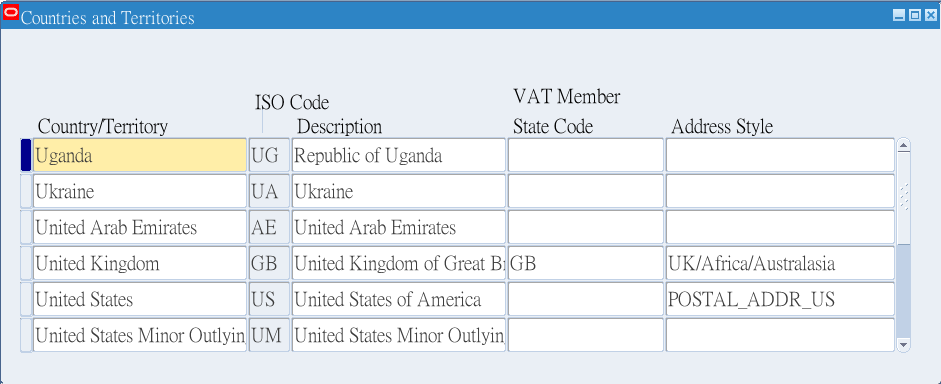 Countries and Territories
ISO Code
VAT Member
Country/Territory Description State Code Address Style
Uganda UG Republic of Uganda
Ukraine UA Ukraine
United Arab Emirates AE United Arab Emirates
United Kingdom GB United Kingdom of Great Br GB UK/Africa/Australasia
United States US United States of America POSTAL_ADDR_US
United States Minor Outlyin UM United States Minor Outlyin